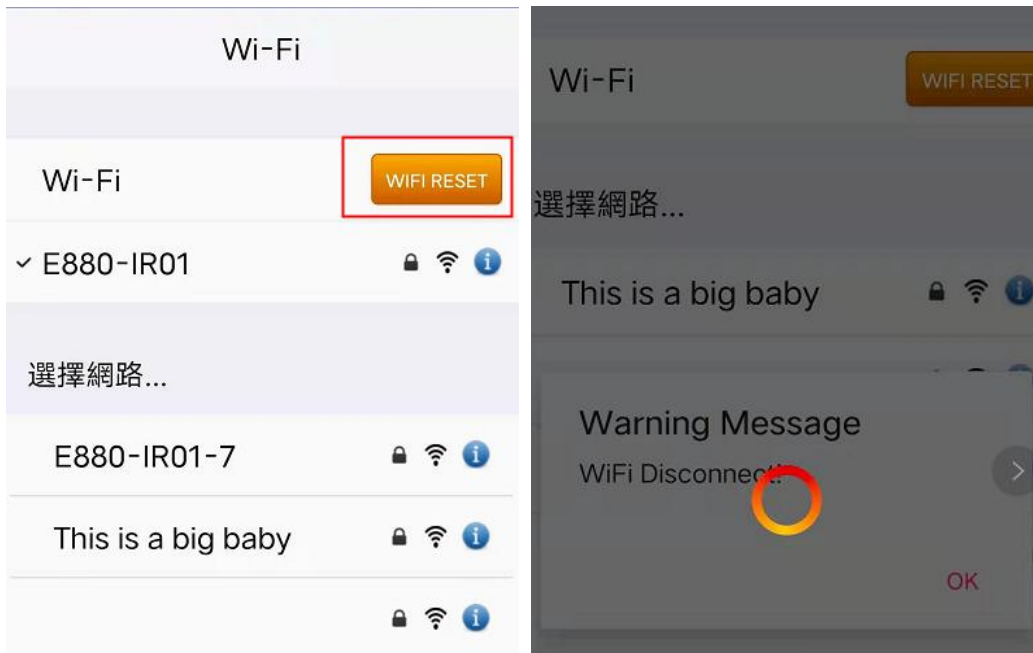 Wi-Fi
Wi-Fi
WIFI RESET
E880-IR01
選擇網路...
E880-IR01-7
This is a big baby
Wi-Fi
WIFI RESET
選擇網路...
This is a big baby
Warning Message
WiFi Disconnect!
OK